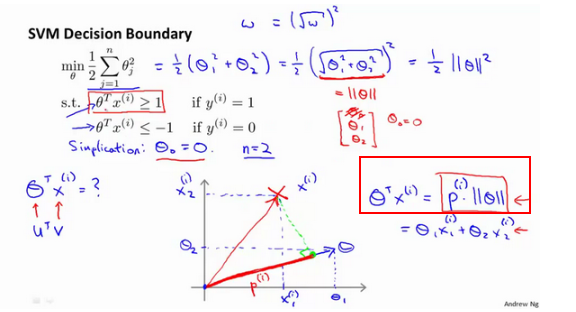 ω = (√ω)²
SVM Decision Boundary
min_θ 1/2 Σ_{j=1}^{n} θ_j² = 1/2 (θ₁² + θ₂²) = 1/2 (√(θ₁² + θ₂²))² = 1/2 ||θ||²
= ||θ||
s.t. θᵀx⁽ⁱ⁾ ≥ 1 if y⁽ⁱ⁾ = 1
→ θᵀx⁽ⁱ⁾ ≤ −1 if y⁽ⁱ⁾ = 0
[θ₁ θ₂] θ₀=0
Simplication: θ₀ = 0. n=2
θᵀx⁽ⁱ⁾ = ?
↑ ↑
uᵀv
x₂⁽ⁱ⁾
x⁽ⁱ⁾
θ₂
θ
p⁽ⁱ⁾
x₁⁽ⁱ⁾
θ₁
θᵀx⁽ⁱ⁾ = p⁽ⁱ⁾·||θ|| ←
= θ₁x₁⁽ⁱ⁾ + θ₂x₂⁽ⁱ⁾ ←
Andrew Ng